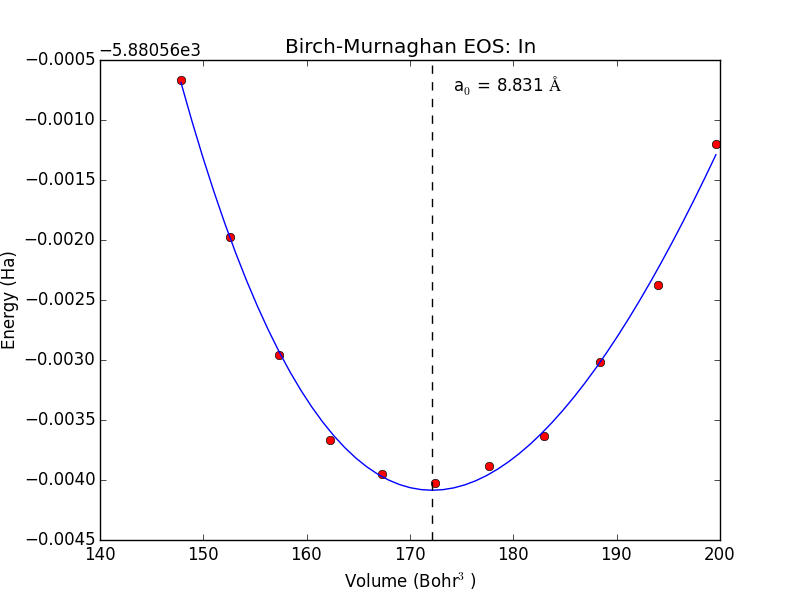 Birch-Murnaghan EOS: In
−5.88056e3
a₀ = 8.831 Å
−0.0005
−0.0010
−0.0015
−0.0020
−0.0025
−0.0030
−0.0035
−0.0040
−0.0045
Energy (Ha)
140 150 160 170 180 190 200
Volume (Bohr³ )